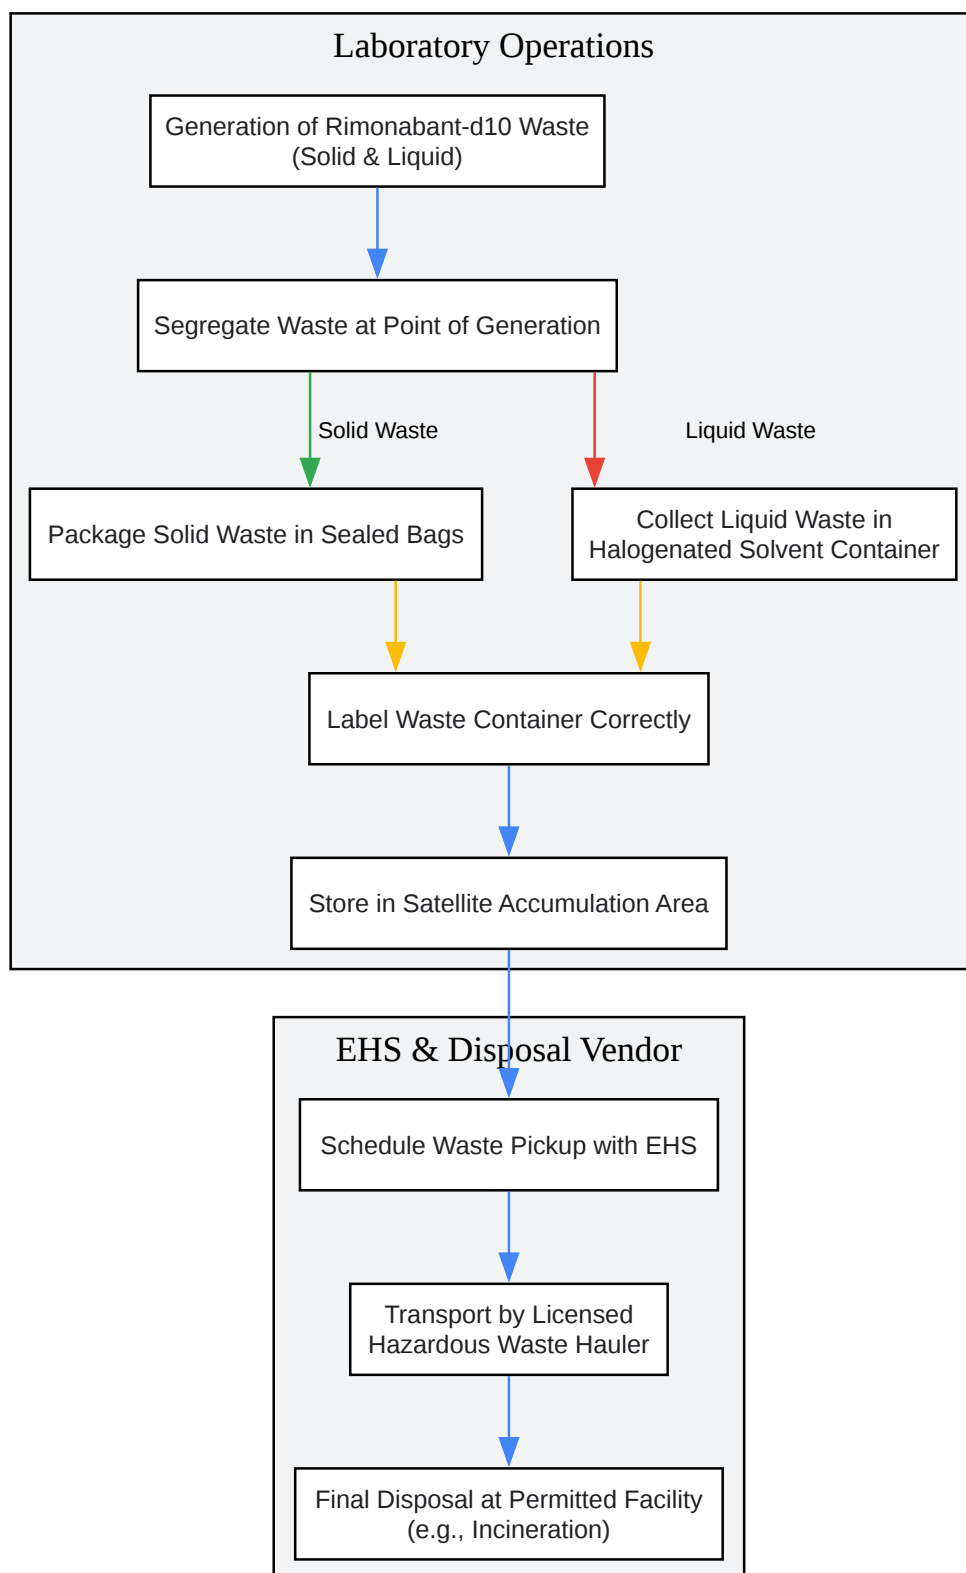 Laboratory Operations
Generation of Rimonabant-d10 Waste
(Solid & Liquid)
Segregate Waste at Point of Generation
Solid Waste
Liquid Waste
Package Solid Waste in Sealed Bags
Collect Liquid Waste in
Halogenated Solvent Container
Label Waste Container Correctly
Store in Satellite Accumulation Area
EHS & Disposal Vendor
Schedule Waste Pickup with EHS
Transport by Licensed
Hazardous Waste Hauler
Final Disposal at Permitted Facility
(e.g., Incineration)